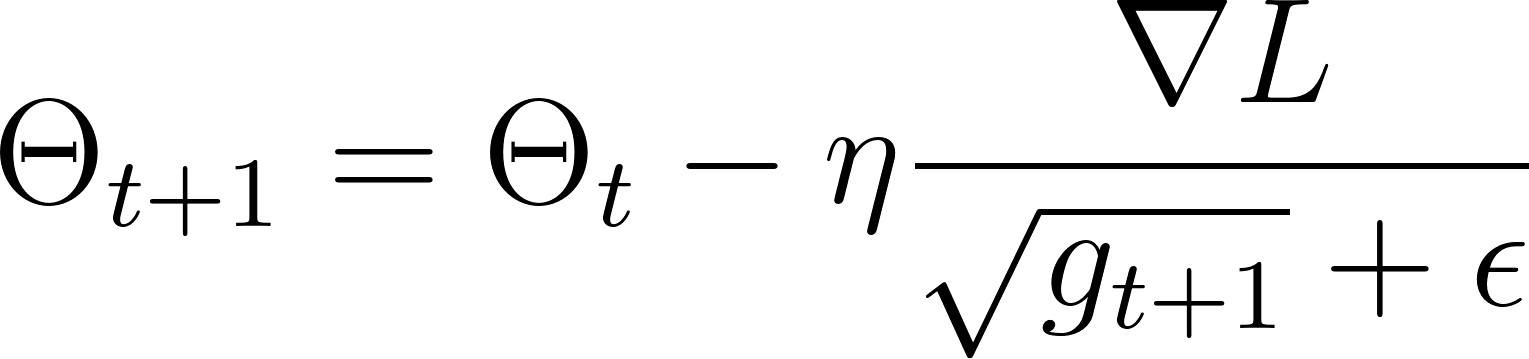 Θ_{t+1} = Θ_t − η ∇L / (√(g_{t+1}) + ϵ)